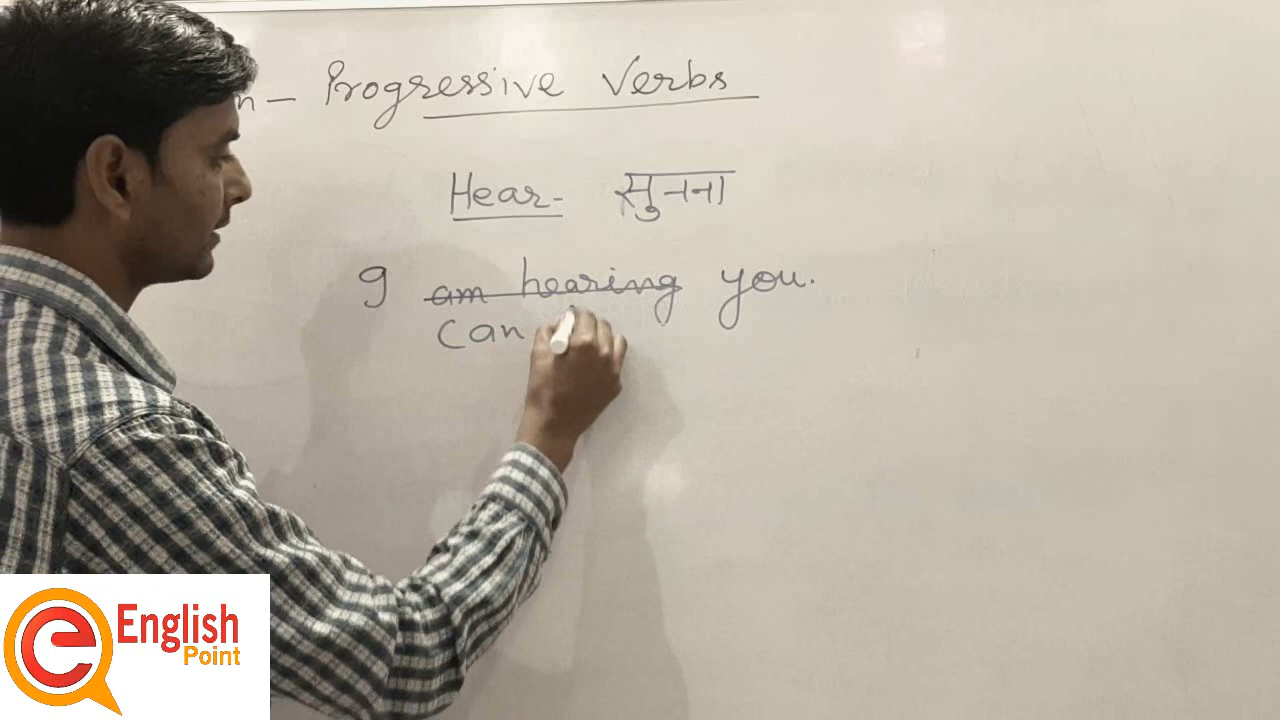 n - Progressive Verbs
Hear - सुनना
I am hearing you.
Can
English
Point